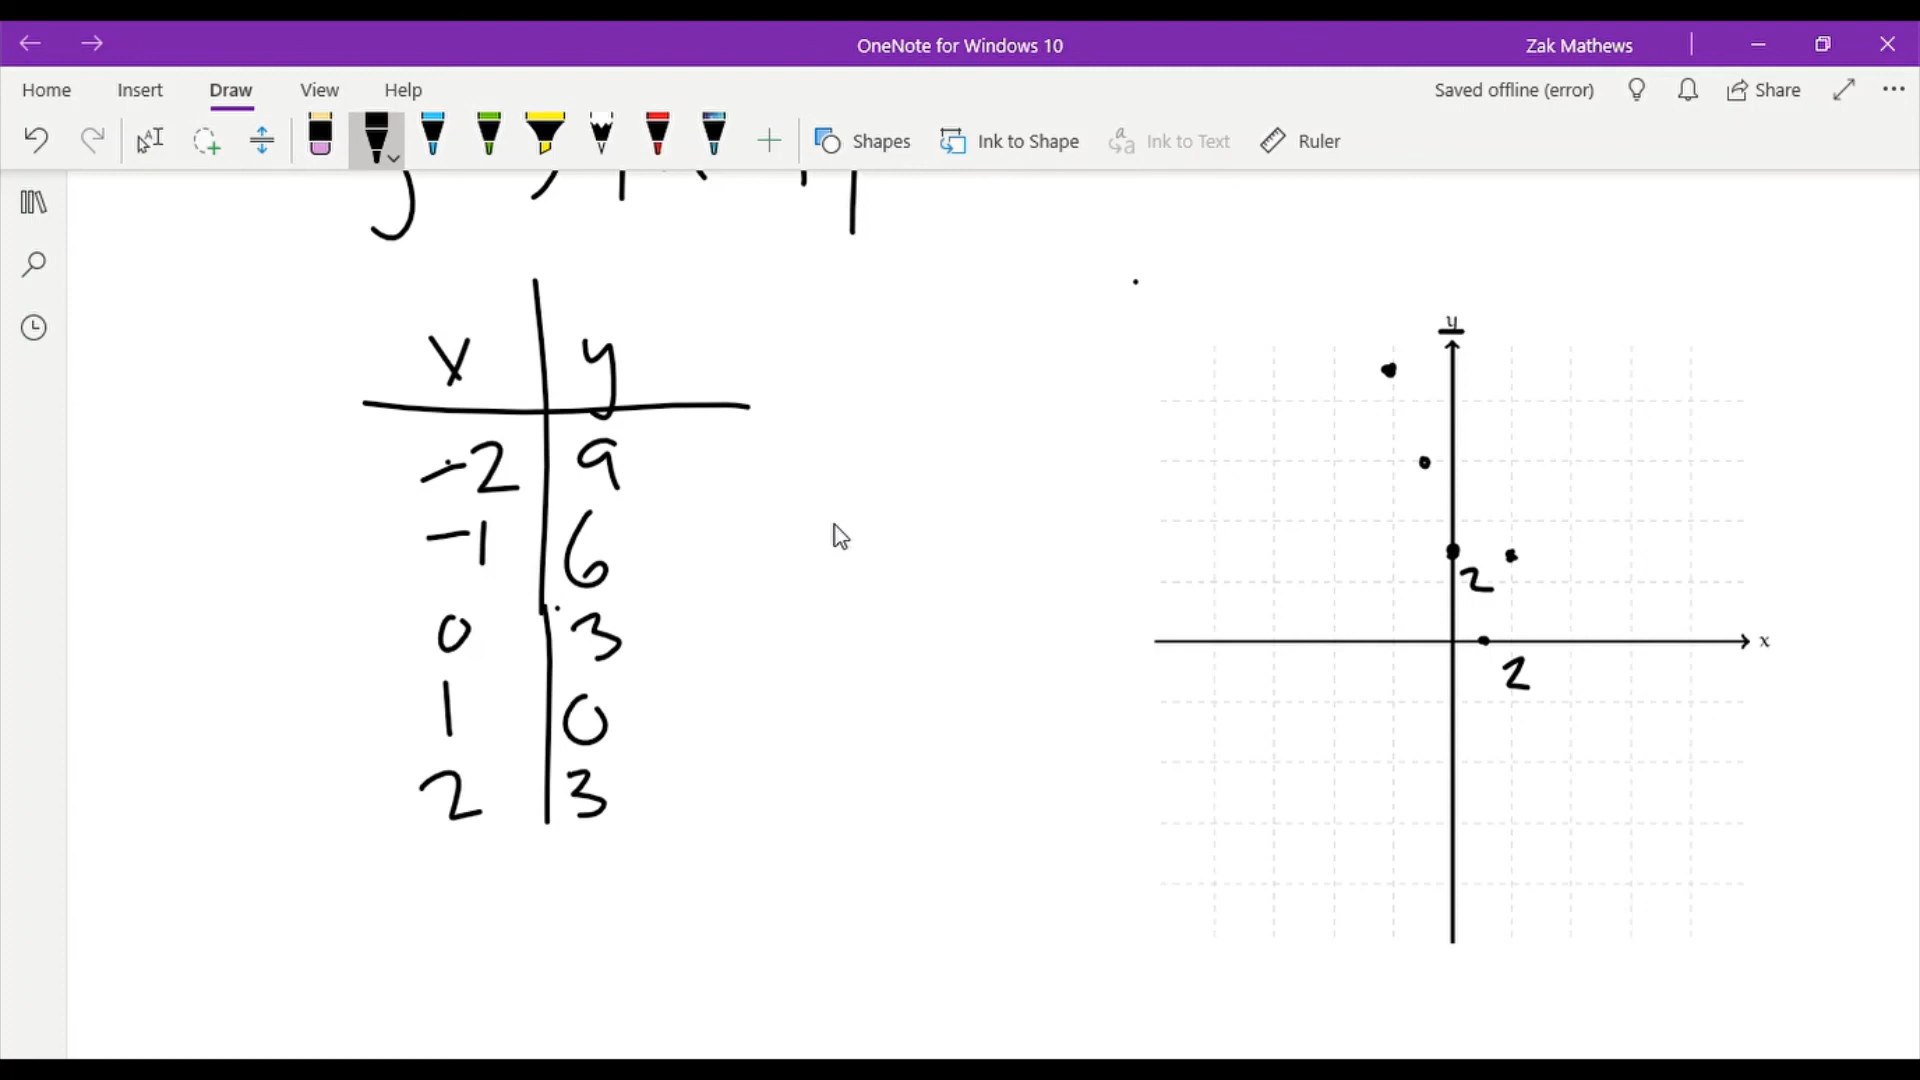 OneNote for Windows 10
Zak Mathews
Home Insert Draw View Help
Saved offline (error)
Share
Shapes
Ink to Shape
Ink to Text
Ruler
x y
-2 9
-1 6
0 3
1 0
2 3
y
2
x
2